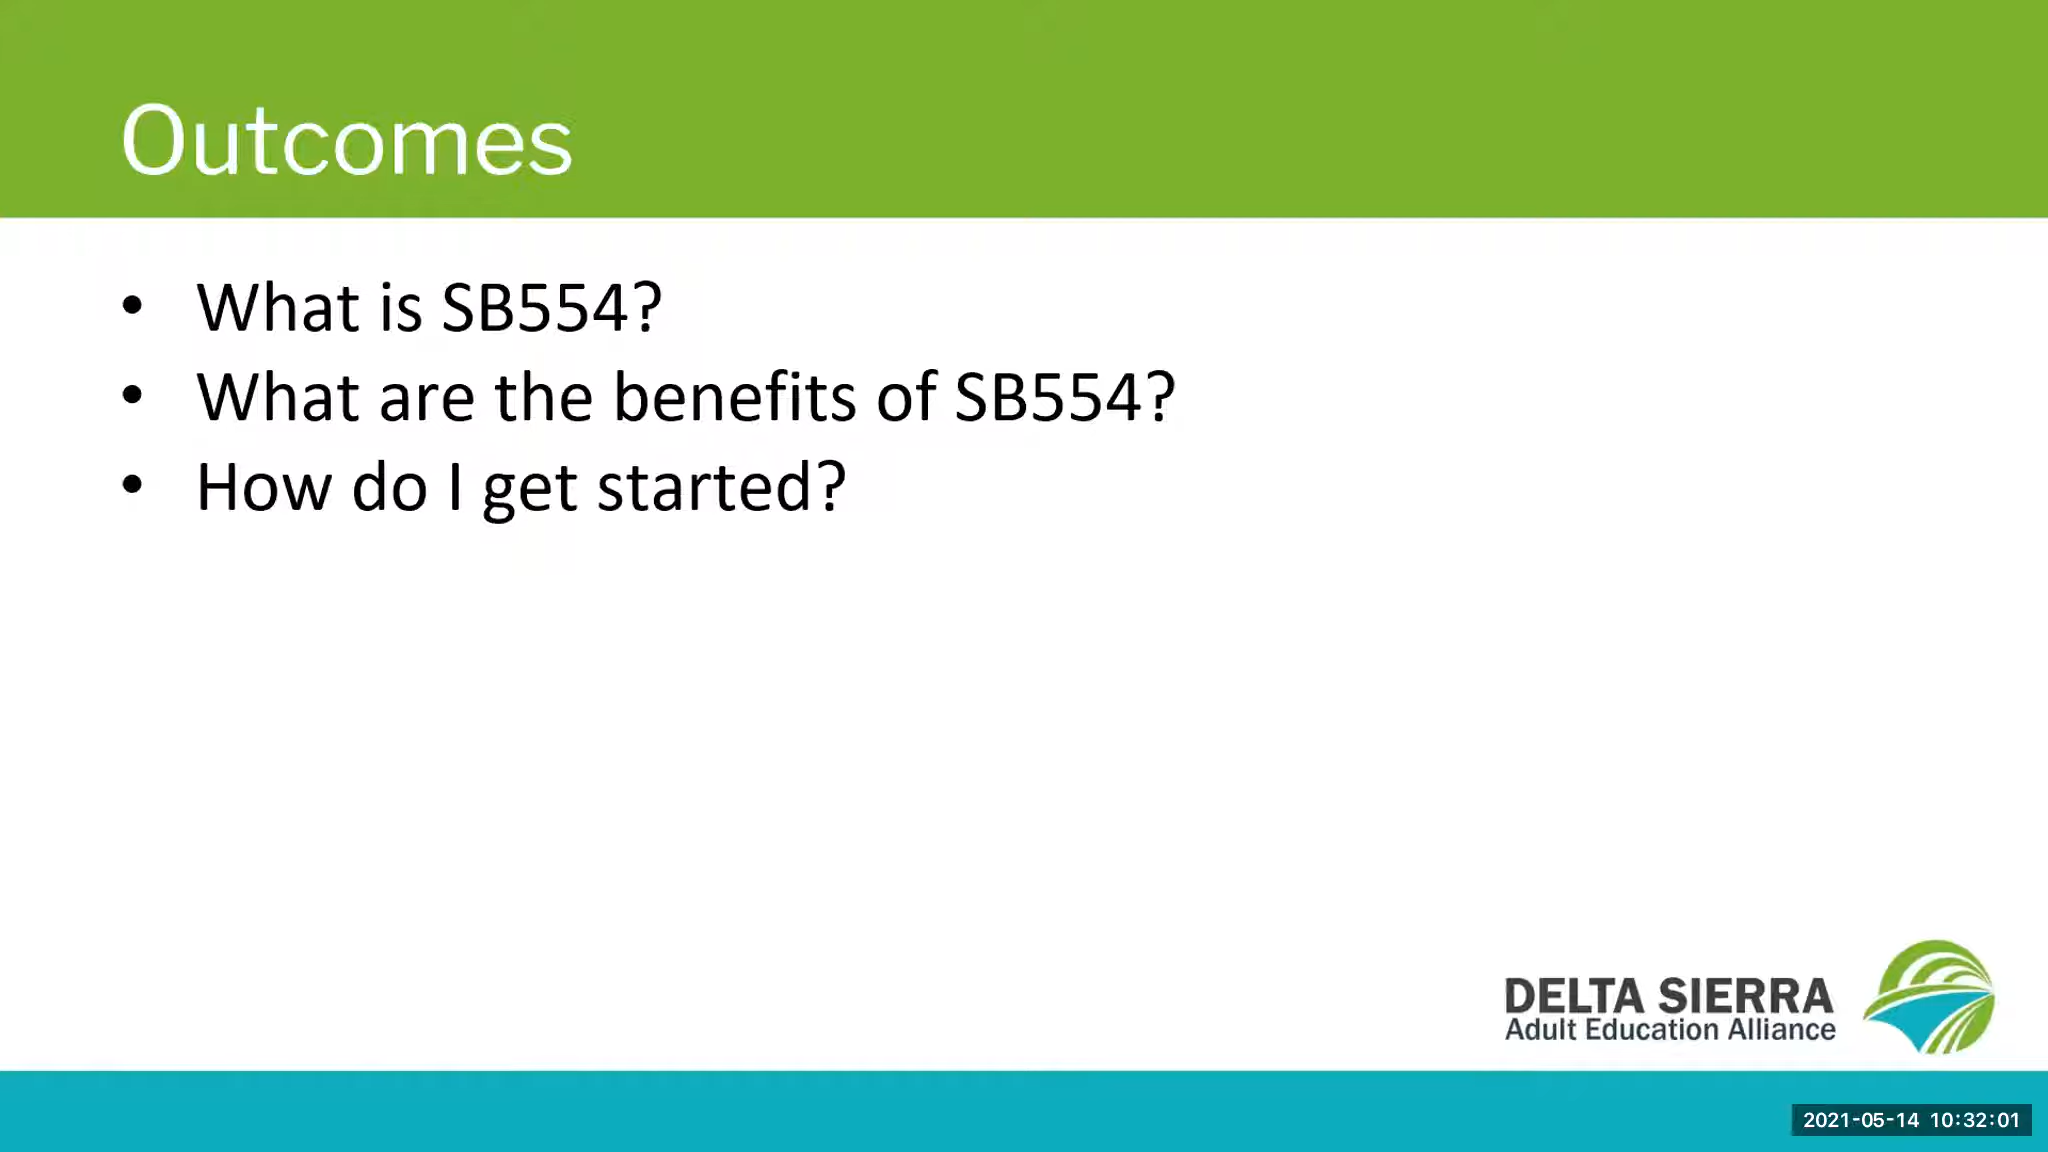 Outcomes
• What is SB554?
• What are the benefits of SB554?
• How do I get started?
DELTA SIERRA
Adult Education Alliance
2021-05-14 10:32:01